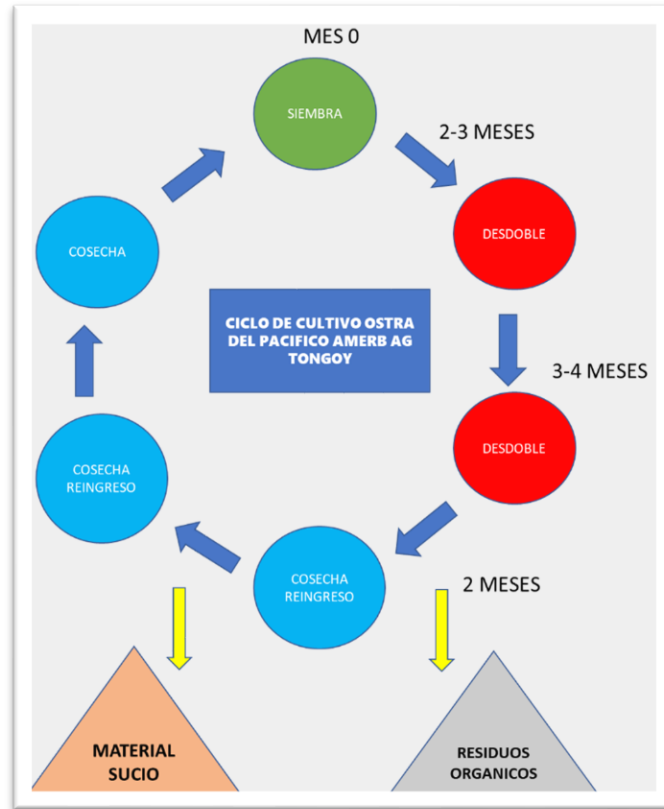 MES 0
SIEMBRA
2-3 MESES
DESDOBLE
COSECHA
CICLO DE CULTIVO OSTRA
DEL PACIFICO AMERB AG
TONGOY
3-4 MESES
DESDOBLE
COSECHA
REINGRESO
COSECHA
REINGRESO
2 MESES
MATERIAL
SUCIO
RESIDUOS
ORGANICOS